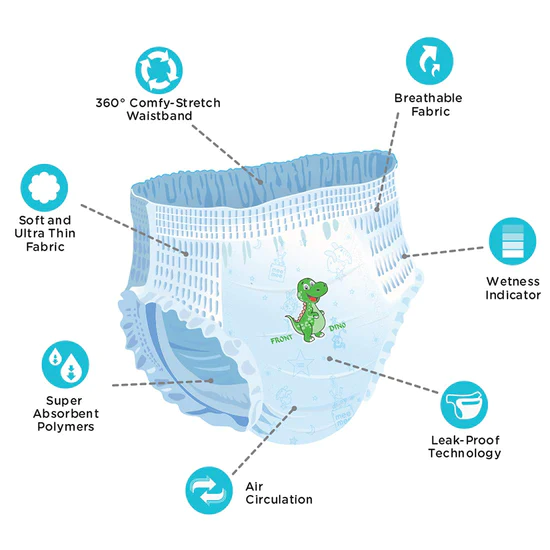 360° Comfy-Stretch
Waistband
Breathable
Fabric
Soft and
Ultra Thin
Fabric
Wetness
Indicator
FRONT DINO
Super
Absorbent
Polymers
Leak-Proof
Technology
Air
Circulation